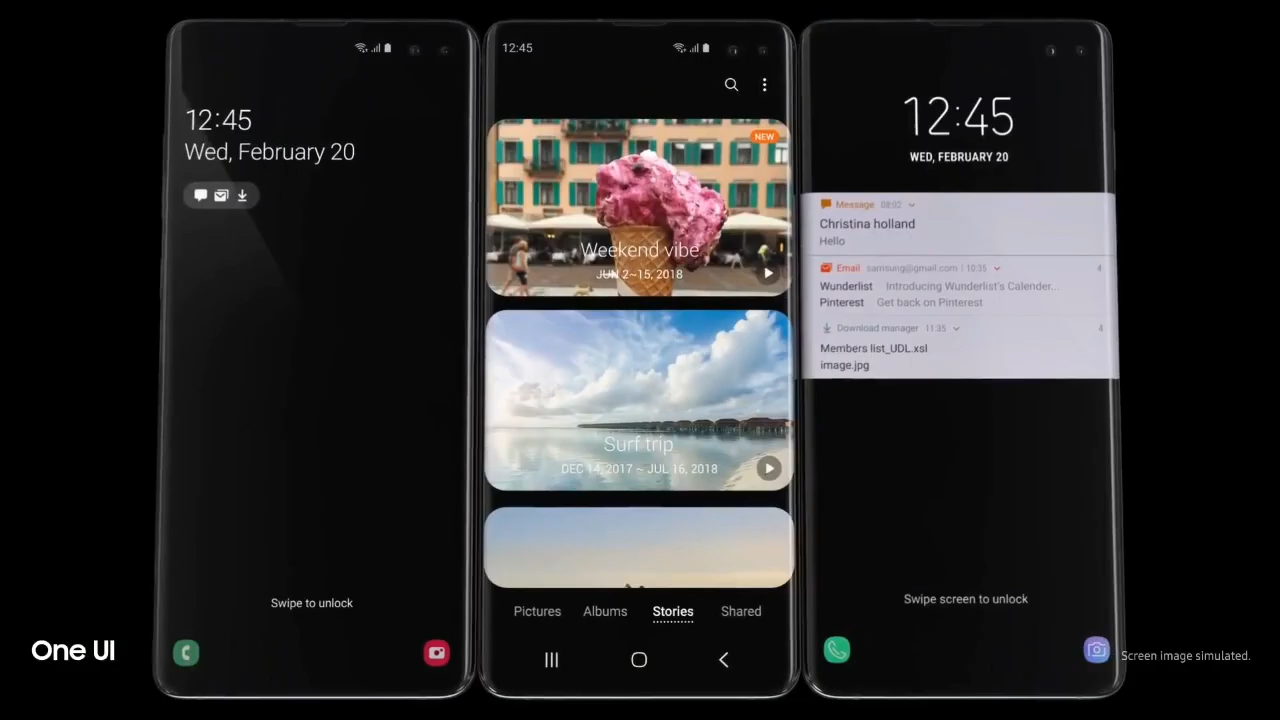 12:45
Wed, February 20
Swipe to unlock
One UI
12:45
NEW
Weekend vibe
JUN 2~15, 2018
Surf trip
DEC 14, 2017 ~ JUL 16, 2018
Pictures Albums Stories Shared
12:45
WED, FEBRUARY 20
Message 08:02
Christina holland
Hello
Email samsung@gmail.com | 10:35 4
Wunderlist Introducing Wunderlist's Calender...
Pinterest Get back on Pinterest
Download manager 11:35 4
Members list_UDL.xsl
image.jpg
Swipe screen to unlock
Screen image simulated.